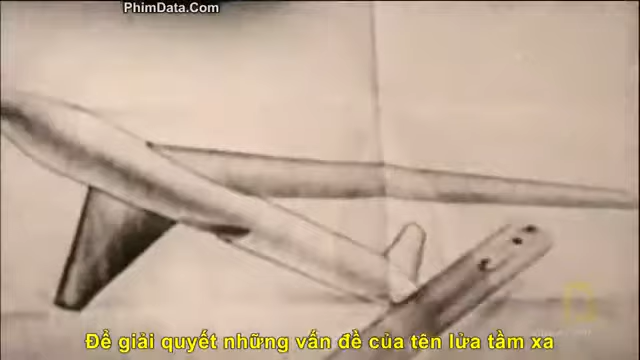 PhimData.Com
Để giải quyết những vấn đề của tên lửa tầm xa